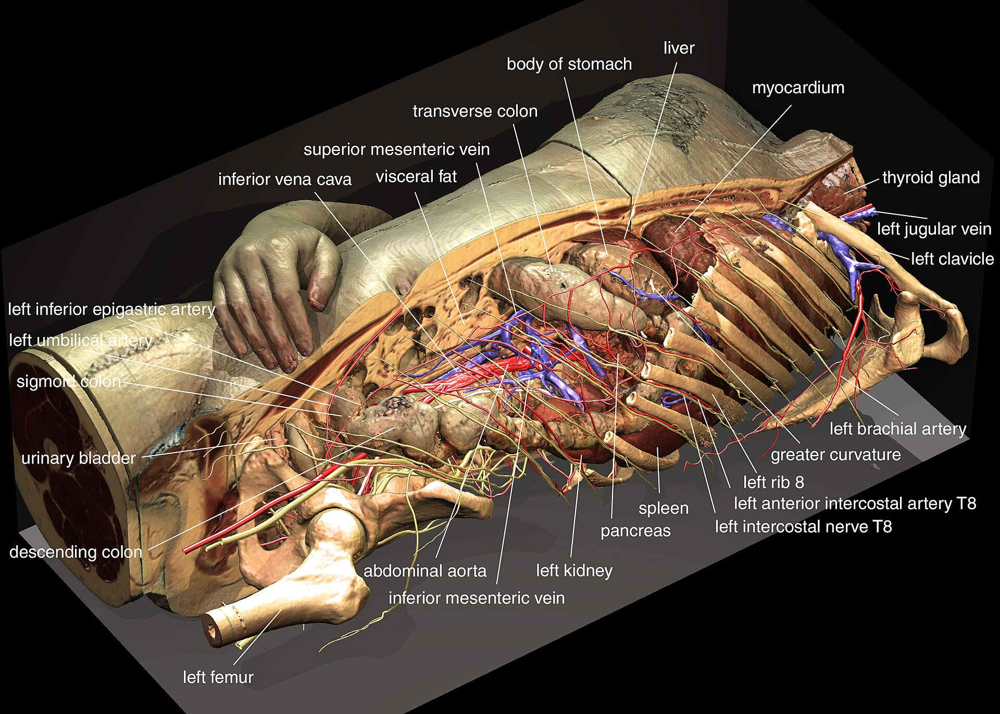 liver
body of stomach
myocardium
transverse colon
superior mesenteric vein
inferior vena cava
visceral fat
thyroid gland
left jugular vein
left clavicle
left inferior epigastric artery
left umbilical artery
sigmoid colon
left brachial artery
urinary bladder
greater curvature
left rib 8
left anterior intercostal artery T8
spleen
left intercostal nerve T8
pancreas
descending colon
abdominal aorta
left kidney
inferior mesenteric vein
left femur